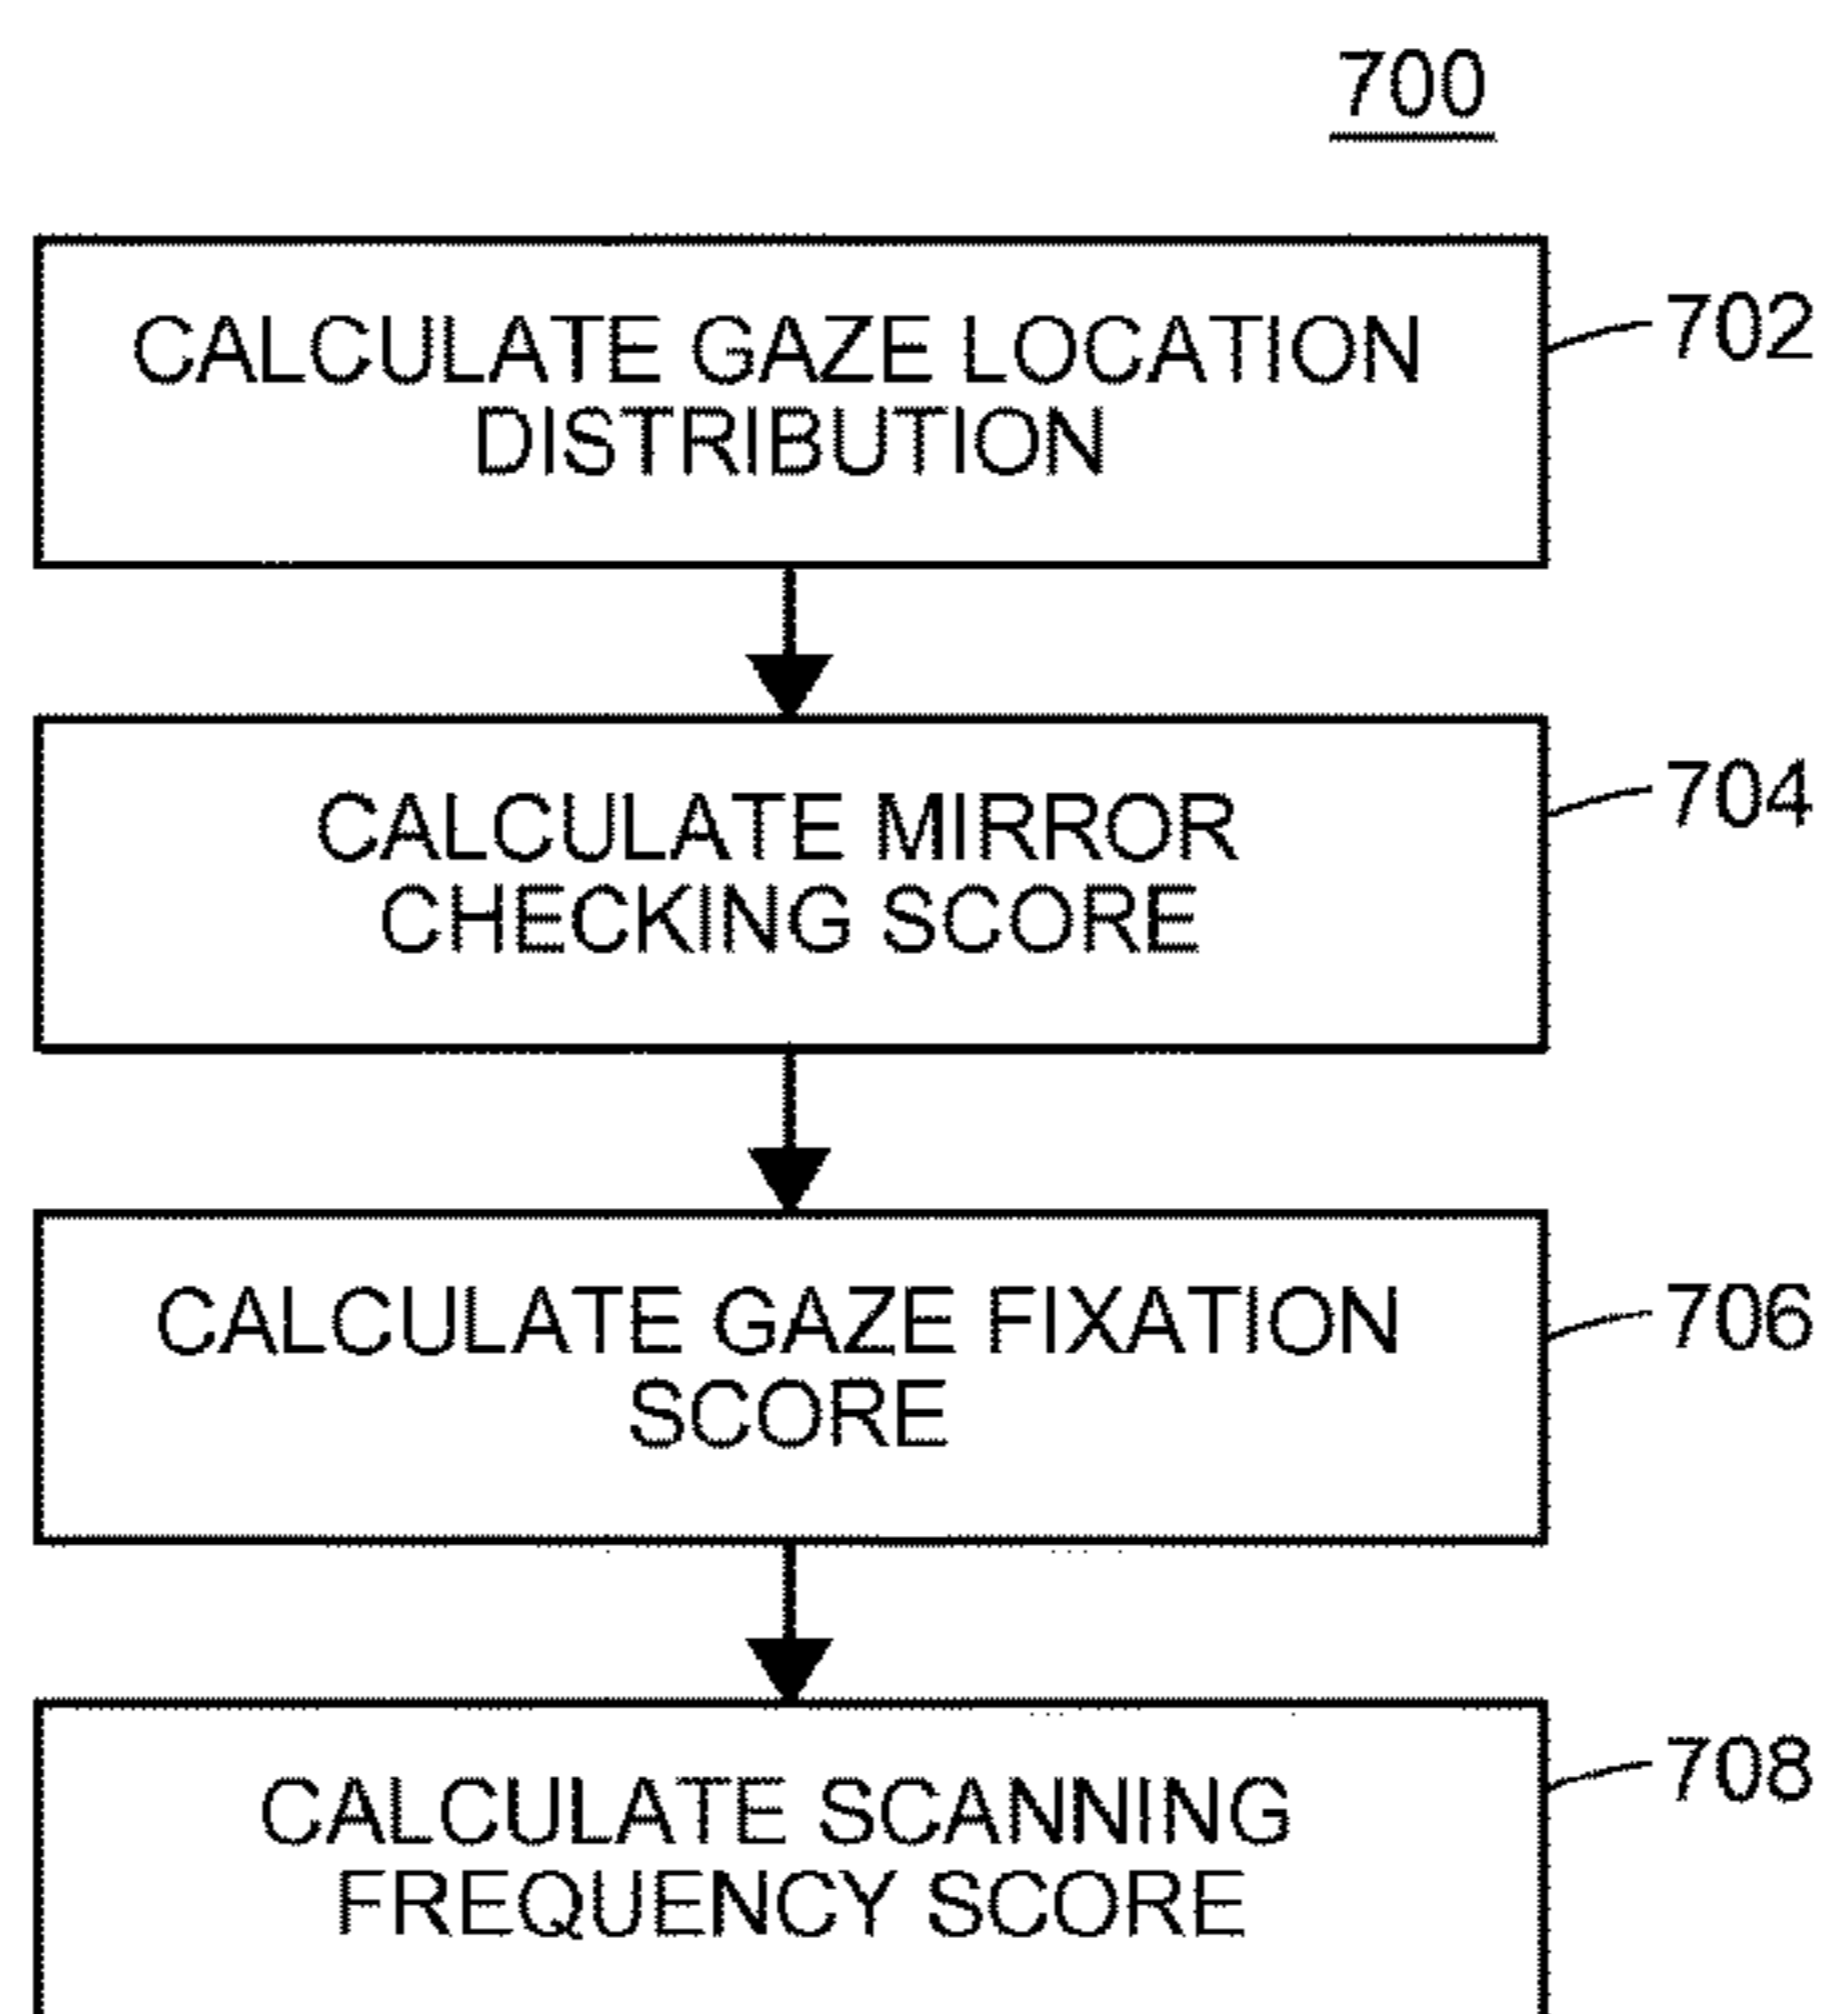 700
CALCULATE GAZE LOCATION
DISTRIBUTION
702
CALCULATE MIRROR
CHECKING SCORE
704
CALCULATE GAZE FIXATION
SCORE
706
CALCULATE SCANNING
FREQUENCY SCORE
708